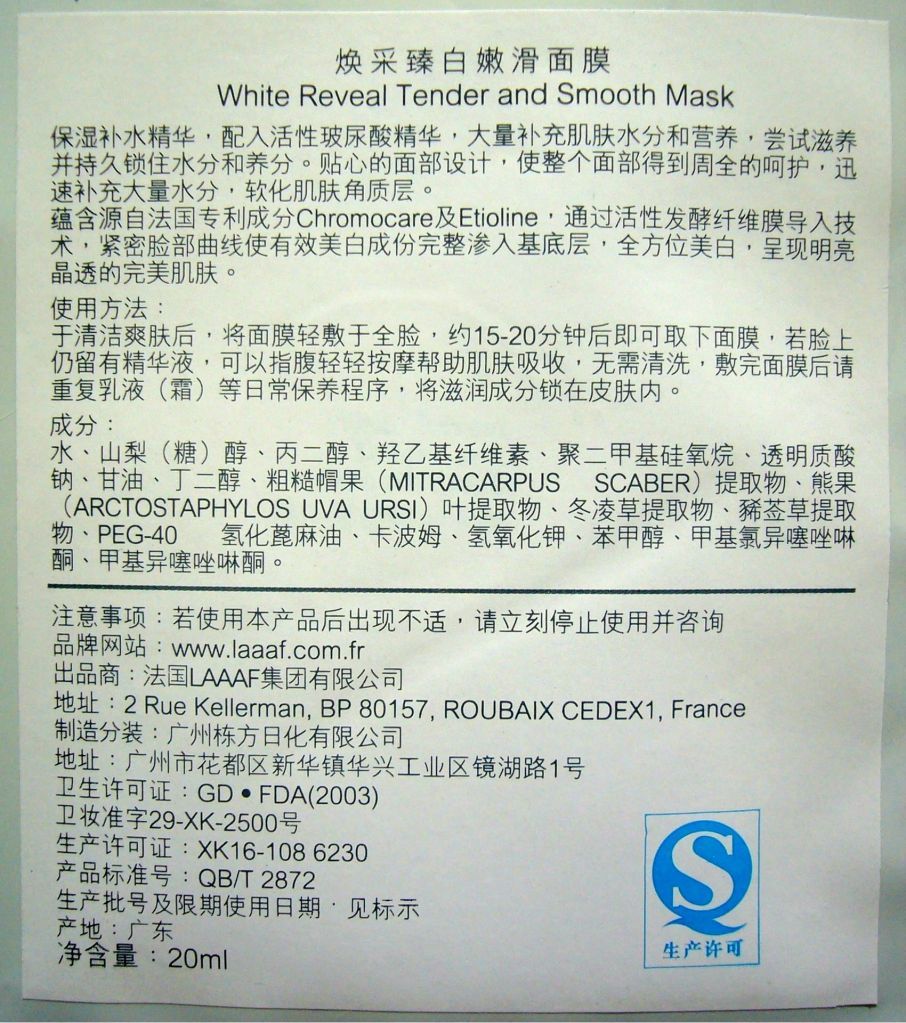 焕采臻白嫩滑面膜
White Reveal Tender and Smooth Mask
保湿补水精华，配入活性玻尿酸精华，大量补充肌肤水分和营养，尝试滋养
并持久锁住水分和养分。贴心的面部设计，使整个面部得到周全的呵护，迅
速补充大量水分，软化肌肤角质层。
蕴含源自法国专利成分Chromocare及Etioline，通过活性发酵纤维膜导入技
术，紧密脸部曲线使有效美白成份完整渗入基底层，全方位美白，呈现明亮
晶透的完美肌肤。
使用方法：
于清洁爽肤后，将面膜轻敷于全脸，约15-20分钟后即可取下面膜，若脸上
仍留有精华液，可以指腹轻轻按摩帮助肌肤吸收，无需清洗，敷完面膜后请
重复乳液（霜）等日常保养程序，将滋润成分锁在皮肤内。
成分：
水、山梨（糖）醇、丙二醇、羟乙基纤维素、聚二甲基硅氧烷、透明质酸
钠、甘油、丁二醇、粗糙帽果（MITRACARPUS SCABER）提取物、熊果
（ARCTOSTAPHYLOS UVA URSI）叶提取物、冬凌草提取物、豨莶草提取
物、PEG-40 氢化蓖麻油、卡波姆、氢氧化钾、苯甲醇、甲基氯异噻唑啉
酮、甲基异噻唑啉酮。
注意事项：若使用本产品后出现不适，请立刻停止使用并咨询
品牌网站：www.laaaf.com.fr
出品商：法国LAAAF集团有限公司
地址：2 Rue Kellerman, BP 80157, ROUBAIX CEDEX1, France
制造分装：广州栋方日化有限公司
地址：广州市花都区新华镇华兴工业区镜湖路1号
卫生许可证：GD•FDA(2003)
卫妆准字29-XK-2500号
生产许可证：XK16-108 6230
产品标准号：QB/T 2872
生产批号及限期使用日期：见标示
产地：广东
净含量：20ml
生产许可